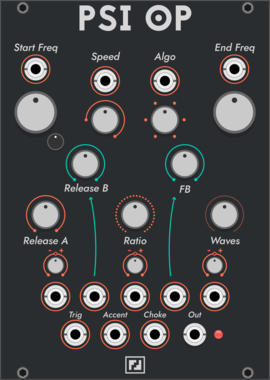 PSI OP
Start Freq
End Freq
Speed
Algo
Release B
FB
Release A
Ratio
Waves
- +
- +
- +
Trig
Accent
Choke
Out